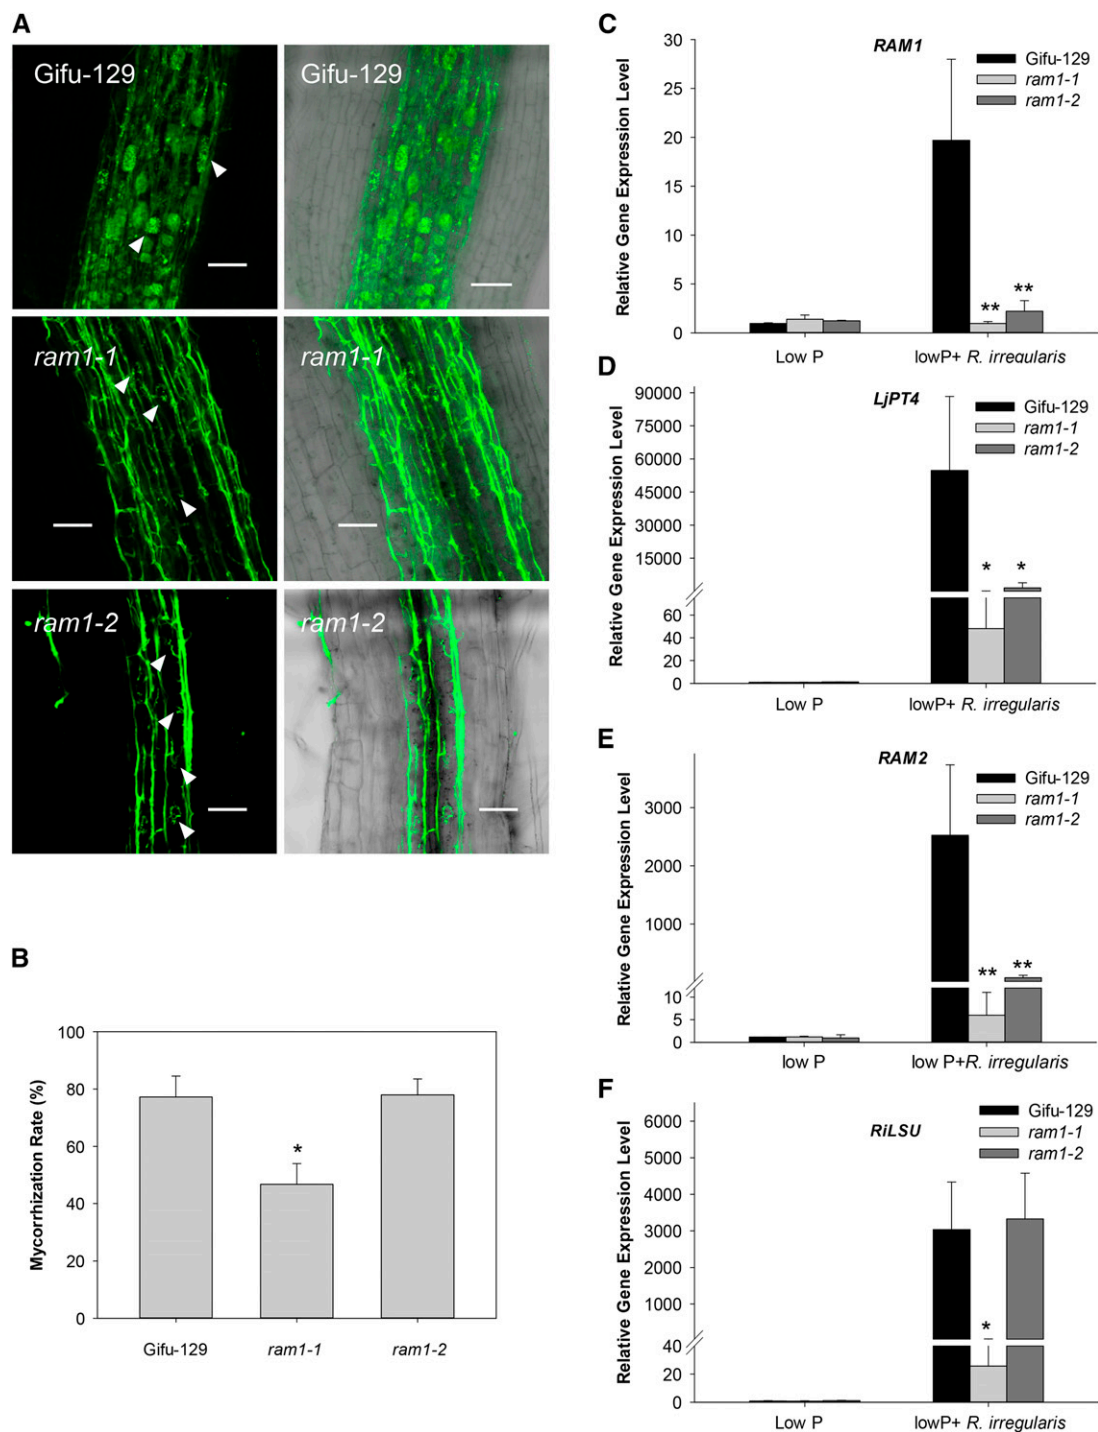 A
Gifu-129
Gifu-129
ram1-1
ram1-1
ram1-2
ram1-2
B
Mycorrhization Rate (%)
100
80
60
40
20
0
Gifu-129 ram1-1 ram1-2
*
C
Relative Gene Expression Level
RAM1
Gifu-129
ram1-1
ram1-2
30
25
20
15
10
5
0
** **
Low P lowP+ R. irregularis
D
Relative Gene Expression Level
LjPT4
Gifu-129
ram1-1
ram1-2
90000
75000
60000
45000
30000
15000
60
40
20
0
* *
Low P lowP+ R. irregularis
E
Relative Gene Expression Level
RAM2
Gifu-129
ram1-1
ram1-2
3000
2000
1000
10
5
0
** **
low P low P+R. irregularis
F
Relative Gene Expression Level
RiLSU
Gifu-129
ram1-1
ram1-2
6000
5000
4000
3000
2000
1000
40
20
0
*
Low P lowP+ R. irregularis